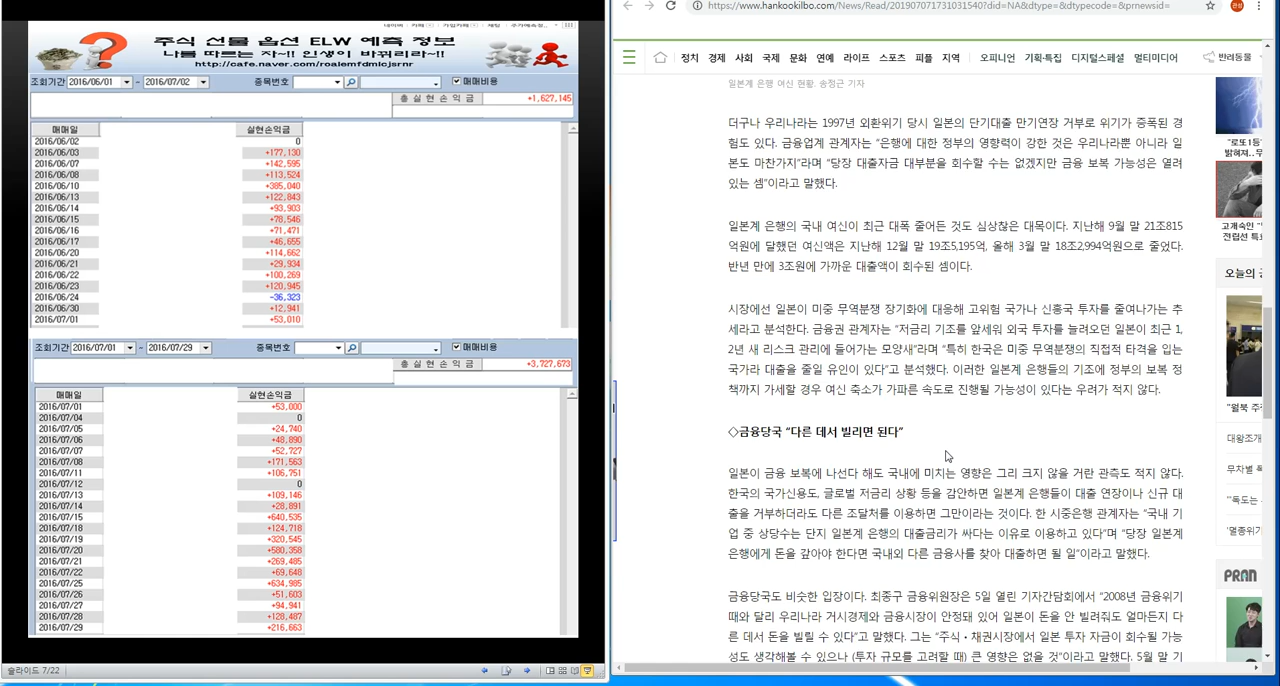 주식 선물 옵션 ELW 예측 정보
나를 따르는 자~!! 인생이 바뀌리라~!
http://cafe.naver.com/roalemfdmlcjsrnr
조회기간 2016/06/01 ~ 2016/07/02 종목번호 매매비용
총 실 현 손 익 금 +1,627,145
매매일 실현손익금
2016/06/02 0
2016/06/03 +177,130
2016/06/07 +142,595
2016/06/08 +113,524
2016/06/10 +385,040
2016/06/13 +122,843
2016/06/14 +93,903
2016/06/15 +78,546
2016/06/16 +71,471
2016/06/17 +46,655
2016/06/20 +114,662
2016/06/21 +29,934
2016/06/22 +100,269
2016/06/23 +120,945
2016/06/24 -36,323
2016/06/30 +12,941
2016/07/01 +53,010
조회기간 2016/07/01 ~ 2016/07/29 종목번호 매매비용
총 실 현 손 익 금 +3,727,673
매매일 실현손익금
2016/07/01 +53,000
2016/07/04 0
2016/07/05 +24,740
2016/07/06 +48,890
2016/07/07 +52,727
2016/07/08 +171,563
2016/07/11 +106,751
2016/07/12 0
2016/07/13 +109,146
2016/07/14 +28,891
2016/07/15 +640,535
2016/07/18 +124,718
2016/07/19 +320,545
2016/07/20 +580,358
2016/07/21 +269,485
2016/07/22 +69,648
2016/07/25 +634,985
2016/07/26 +51,603
2016/07/27 +94,941
2016/07/28 +128,487
2016/07/29 +216,663
슬라이드 7/22
https://www.hankookilbo.com/News/Read/201907071731031540?did=NA&dtype=&dtypecode=&prnewsid=
정치 경제 사회 국제 문화 연예 라이프 스포츠 피플 지역 오피니언 기획·특집 디지털스페셜 멀티미디어 반려동물
일본계 은행 여신 현황. 송정근 기자
더구나 우리나라는 1997년 외환위기 당시 일본의 단기대출 만기연장 거부로 위기가 증폭된 경
험도 있다. 금융업계 관계자는 “은행에 대한 정부의 영향력이 강한 것은 우리나라뿐 아니라 일
본도 마찬가지”라며 “당장 대출자금 대부분을 회수할 수는 없겠지만 금융 보복 가능성은 열려
있는 셈”이라고 말했다.
일본계 은행의 국내 여신이 최근 대폭 줄어든 것도 심상찮은 대목이다. 지난해 9월 말 21조815
억원에 달했던 여신액은 지난해 12월 말 19조5,195억, 올해 3월 말 18조2,994억원으로 줄었다.
반년 만에 3조원에 가까운 대출액이 회수된 셈이다.
시장에선 일본이 미중 무역분쟁 장기화에 대응해 고위험 국가나 신흥국 투자를 줄여나가는 추
세라고 분석한다. 금융권 관계자는 “저금리 기조를 앞세워 외국 투자를 늘려오던 일본이 최근 1,
2년 새 리스크 관리에 들어가는 모양새”라며 “특히 한국은 미중 무역분쟁의 직접적 타격을 입는
국가라 대출을 줄일 유인이 있다”고 분석했다. 이러한 일본계 은행들의 기조에 정부의 보복 정
책까지 가세할 경우 여신 축소가 가파른 속도로 진행될 가능성이 있다는 우려가 적지 않다.
◇금융당국 “다른 데서 빌리면 된다”
일본이 금융 보복에 나선다 해도 국내에 미치는 영향은 그리 크지 않을 거란 관측도 적지 않다.
한국의 국가신용도, 글로벌 저금리 상황 등을 감안하면 일본계 은행들이 대출 연장이나 신규 대
출을 거부하더라도 다른 조달처를 이용하면 그만이라는 것이다. 한 시중은행 관계자는 “국내 기
업 중 상당수는 단지 일본계 은행의 대출금리가 싸다는 이유로 이용하고 있다”며 “당장 일본계
은행에게 돈을 갚아야 한다면 국내외 다른 금융사를 찾아 대출하면 될 일”이라고 말했다.
금융당국도 비슷한 입장이다. 최종구 금융위원장은 5일 열린 기자간담회에서 “2008년 금융위기
때와 달리 우리나라 거시경제와 금융시장이 안정돼 있어 일본이 돈을 안 빌려줘도 얼마든지 다
른 데서 돈을 빌릴 수 있다”고 말했다. 그는 “주식·채권시장에서 일본 투자 자금이 회수될 가능
성도 생각해볼 수 있으나 (투자 규모를 고려할 때) 큰 영향은 없을 것”이라고 말했다. 5월 말 기
"로또1등
밝혀져..무
고개숙인 "
전립선 특효
오늘의
"월북 주
대왕조개
무차별 폭
"독도는
'멸종위기
PRAN